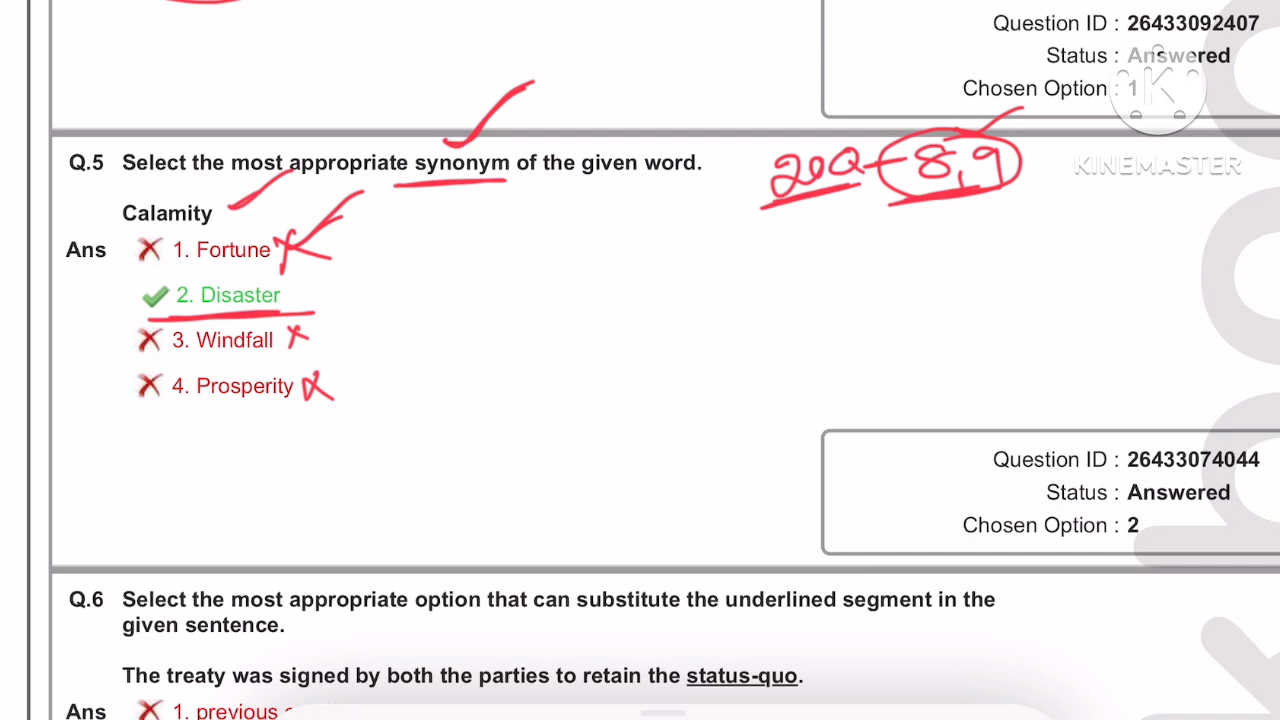 Question ID : 26433092407
Status : Answered
Chosen Option : 1
KINEMASTER
Q.5 Select the most appropriate synonym of the given word.
20Q - 8,9
Calamity
Ans 1. Fortune
2. Disaster
3. Windfall
4. Prosperity
Question ID : 26433074044
Status : Answered
Chosen Option : 2
Q.6 Select the most appropriate option that can substitute the underlined segment in the
given sentence.
The treaty was signed by both the parties to retain the status-quo.
Ans 1. previous